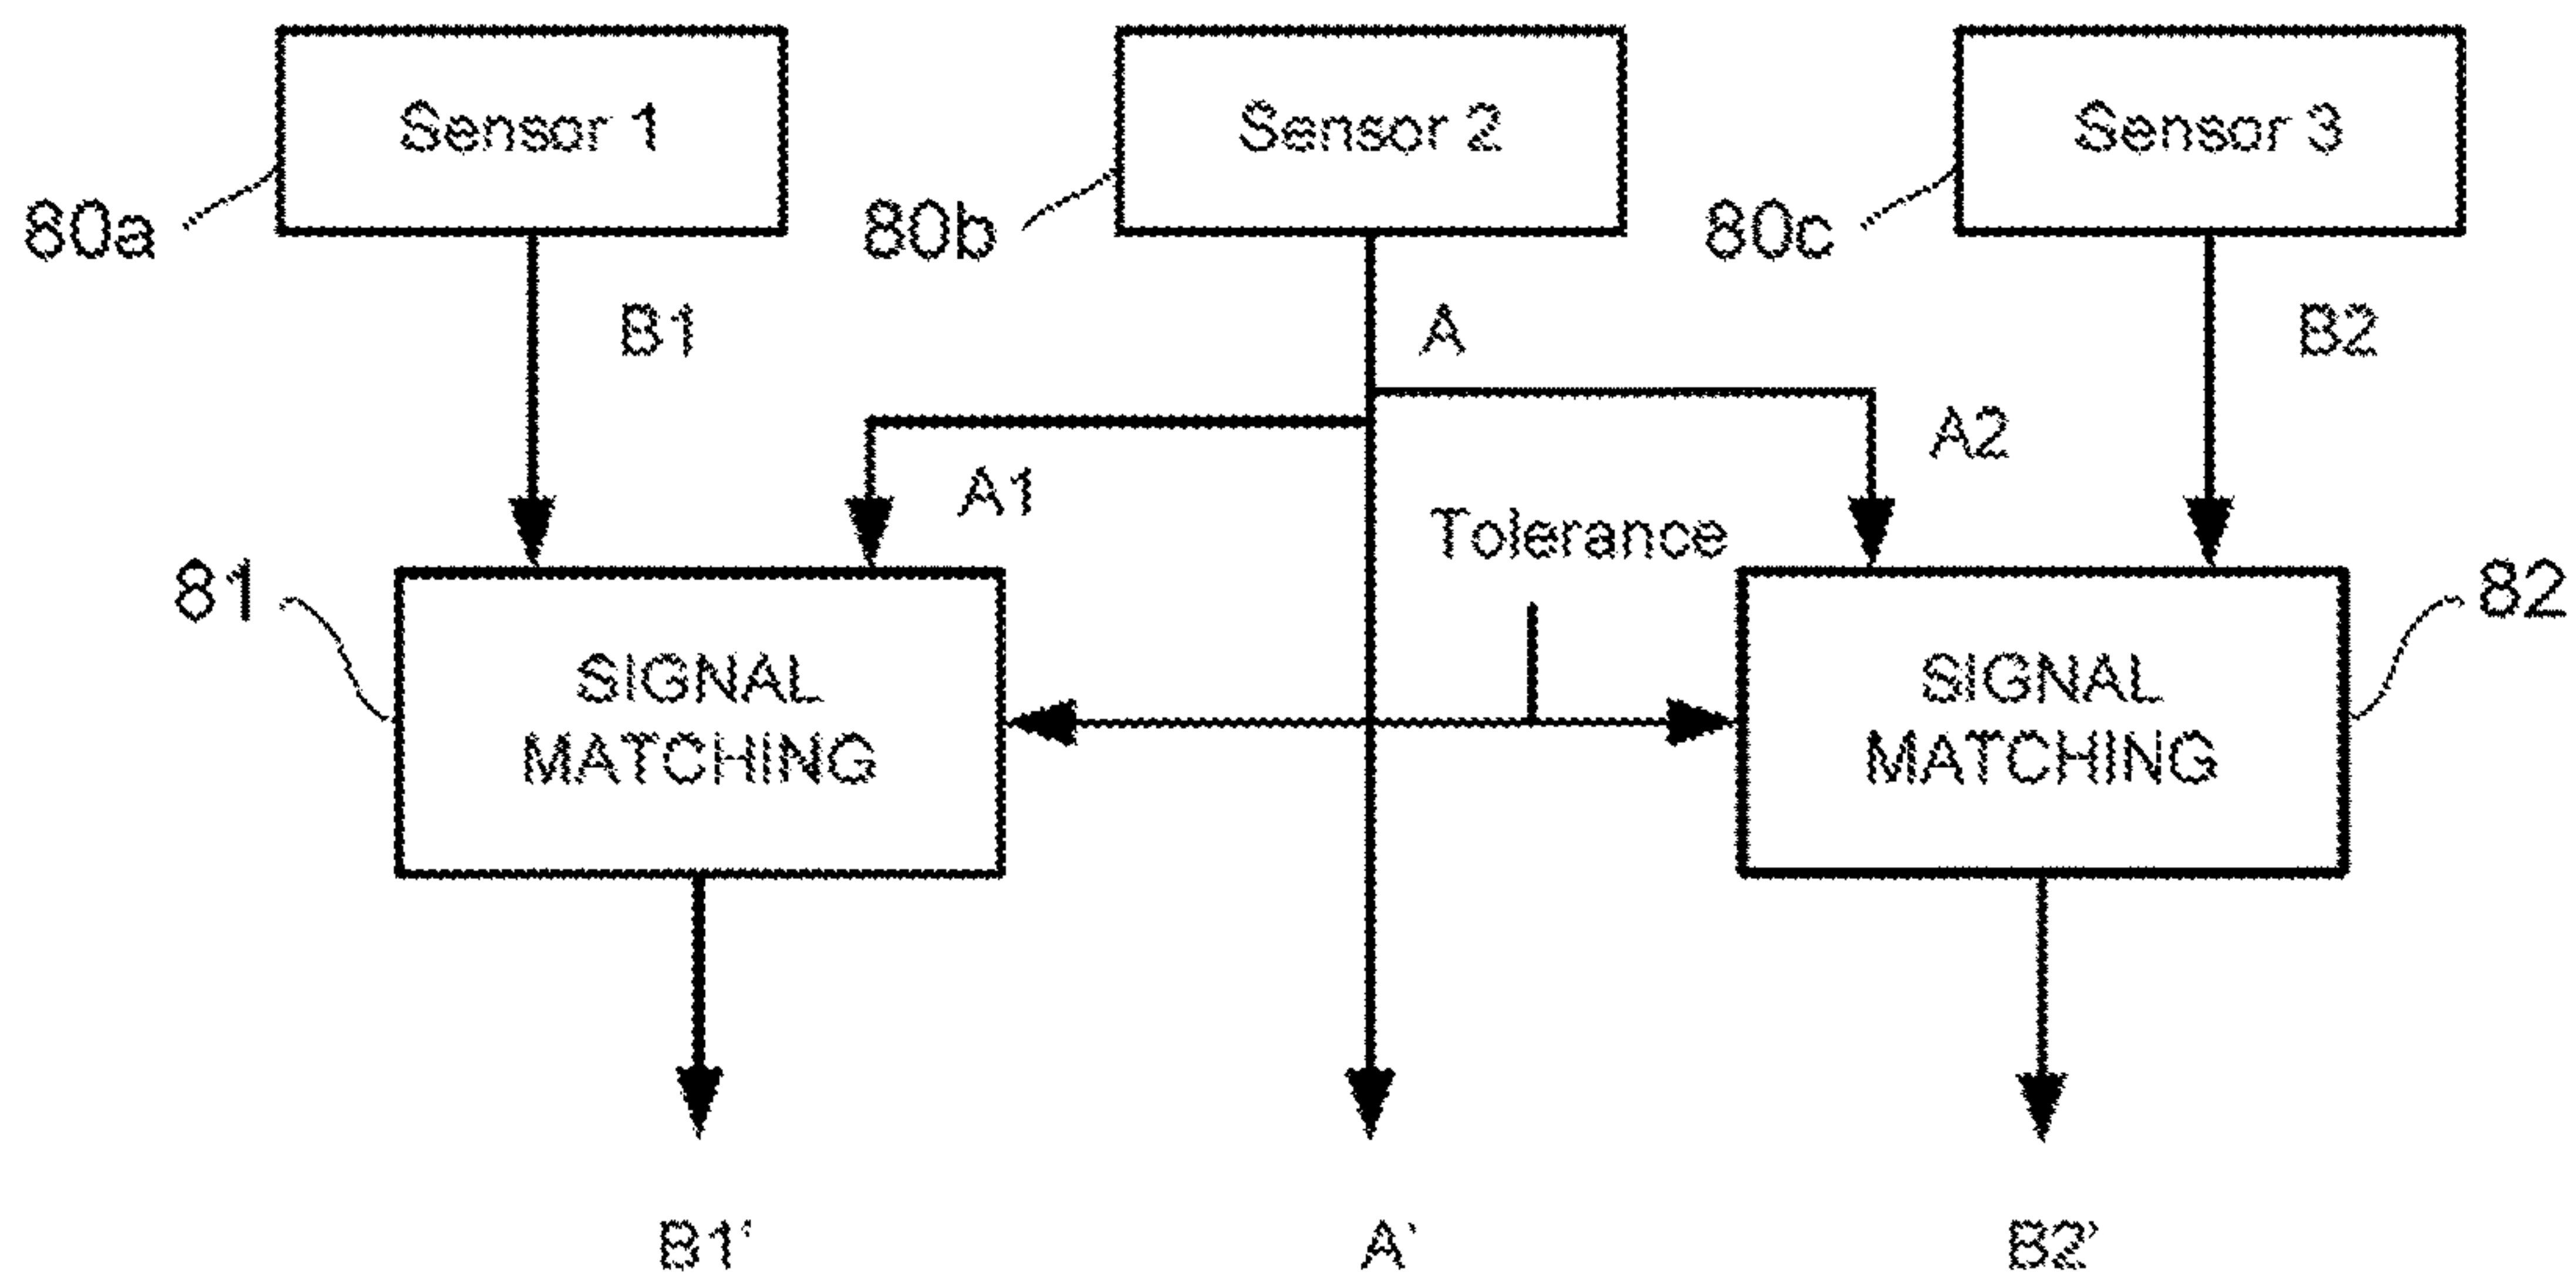 Sensor 1
Sensor 2
Sensor 3
80a
80b
80c
B1
A
B2
A1
A2
Tolerance
81
82
SIGNAL
MATCHING
SIGNAL
MATCHING
B1'
A'
B2'